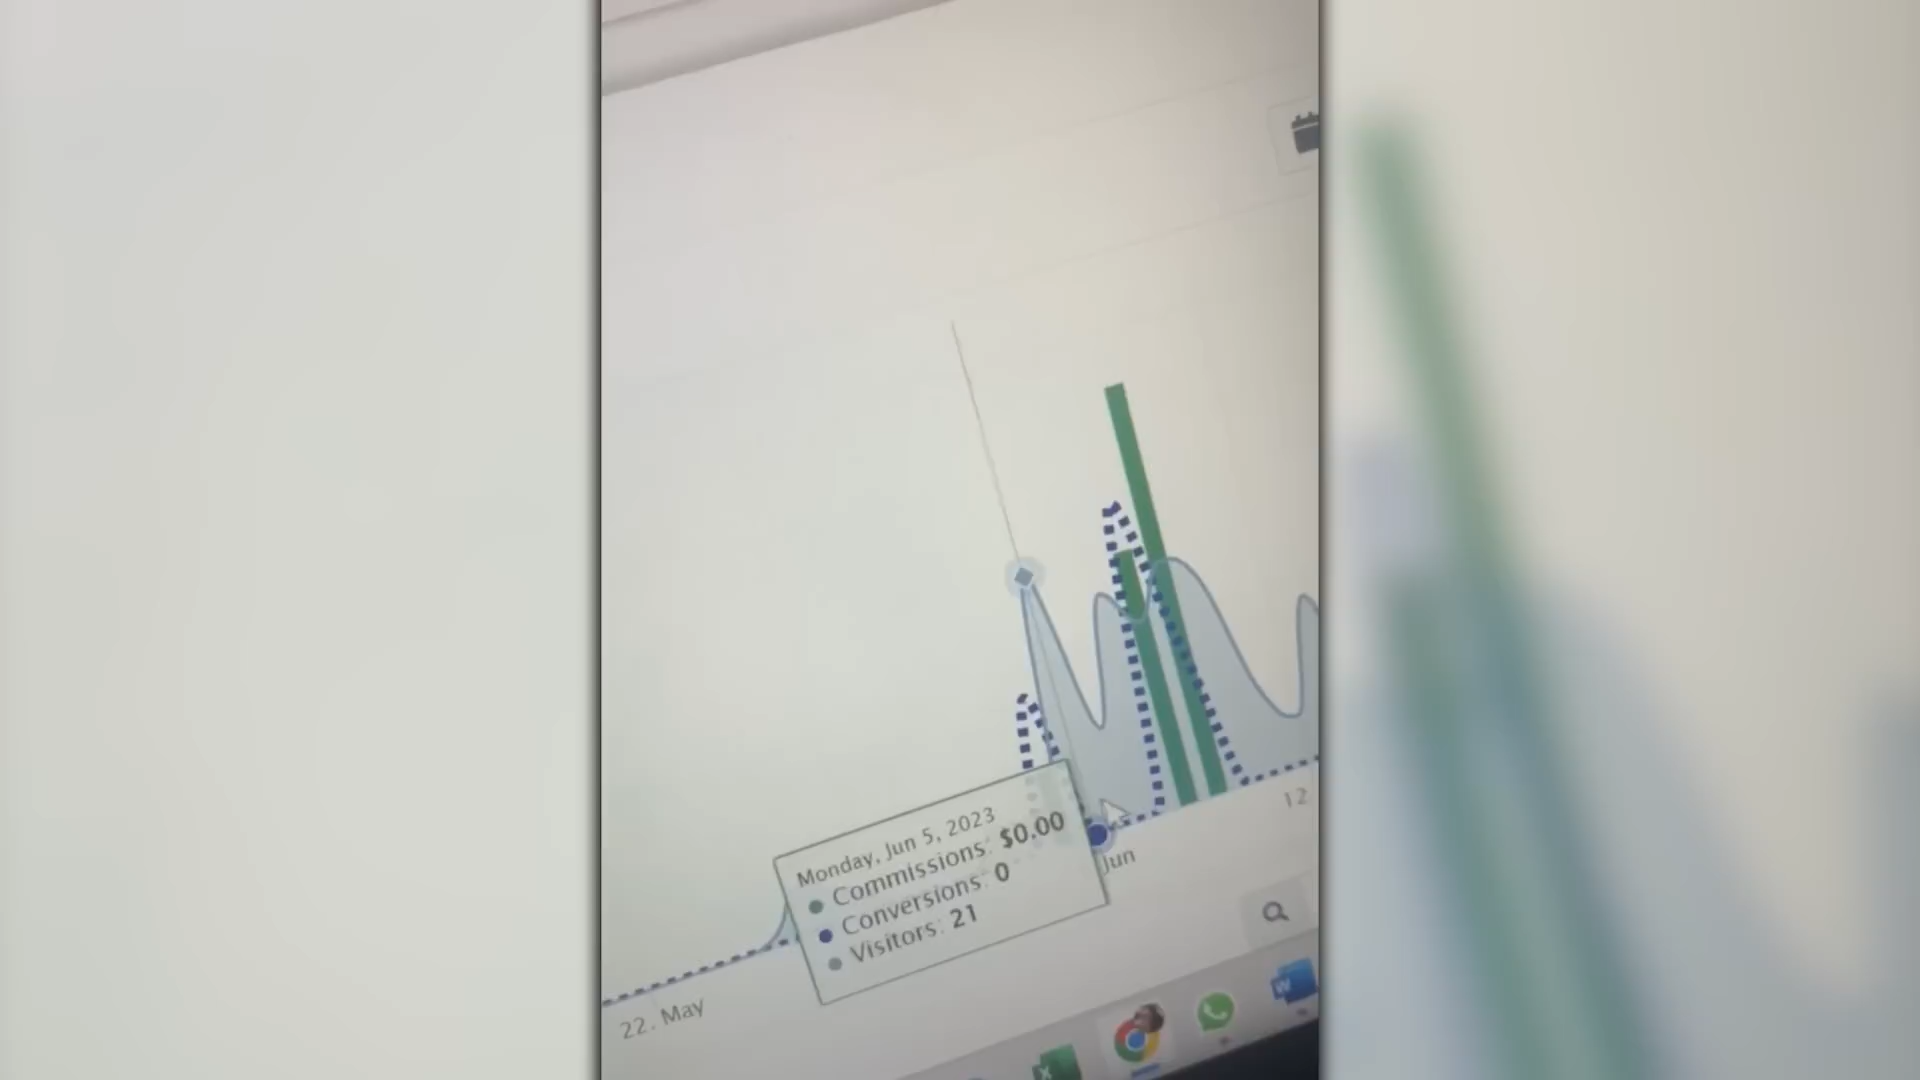 Monday, Jun 5, 2023
Commissions: $0.00
Conversions: 0
Visitors: 21
22. May
Jun
12
W
X